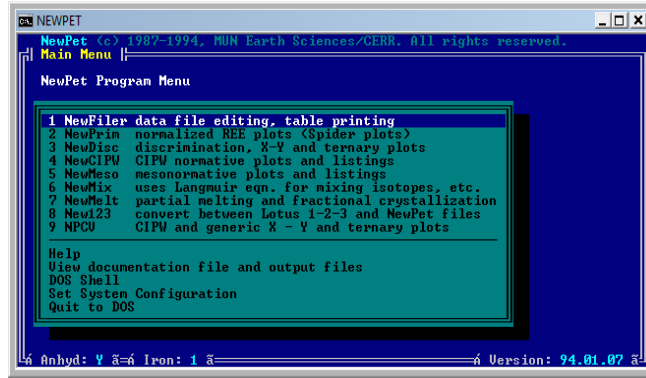 NEWPET
NewPet (c) 1987-1994, MUN Earth Sciences/CERR. All rights reserved.
Main Menu
NewPet Program Menu
1 NewFiler data file editing, table printing
2 NewPrim normalized REE plots (Spider plots)
3 NewDisc discrimination, X-Y and ternary plots
4 NewCIPW CIPW normative plots and listings
5 NewMeso mesonormative plots and listings
6 NewMix uses Langmuir eqn. for mixing isotopes, etc.
7 NewMelt partial melting and fractional crystallization
8 New123 convert between Lotus 1-2-3 and NewPet files
9 NPCV CIPW and generic X - Y and ternary plots
Help
View documentation file and output files
DOS Shell
Set System Configuration
Quit to DOS
á Anhyd: Y ã á Iron: 1 ã á Version: 94.01.07 ã